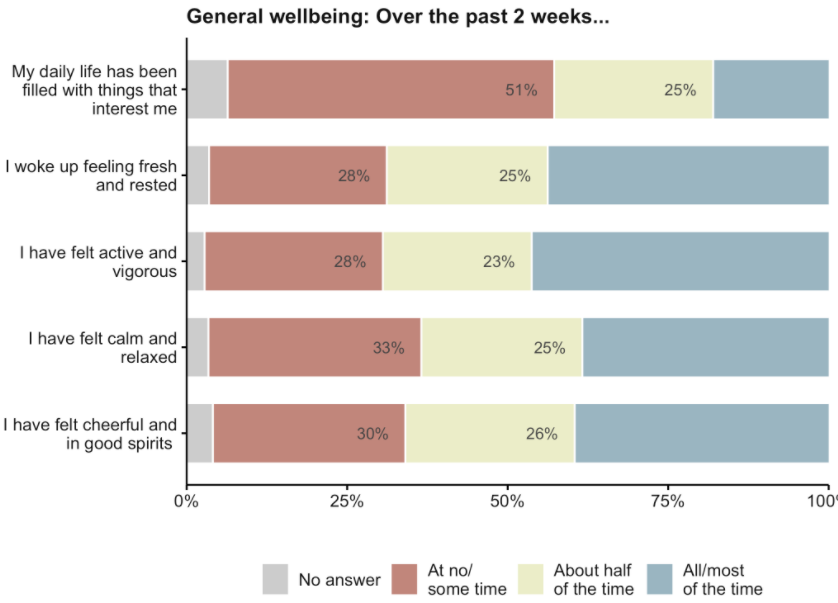 General wellbeing: Over the past 2 weeks...
My daily life has been
filled with things that
interest me
51%
25%
I woke up feeling fresh
and rested
28%
25%
I have felt active and
vigorous
28%
23%
I have felt calm and
relaxed
33%
25%
I have felt cheerful and
in good spirits
30%
26%
0%
25%
50%
75%
100%
No answer
At no/
some time
About half
of the time
All/most
of the time